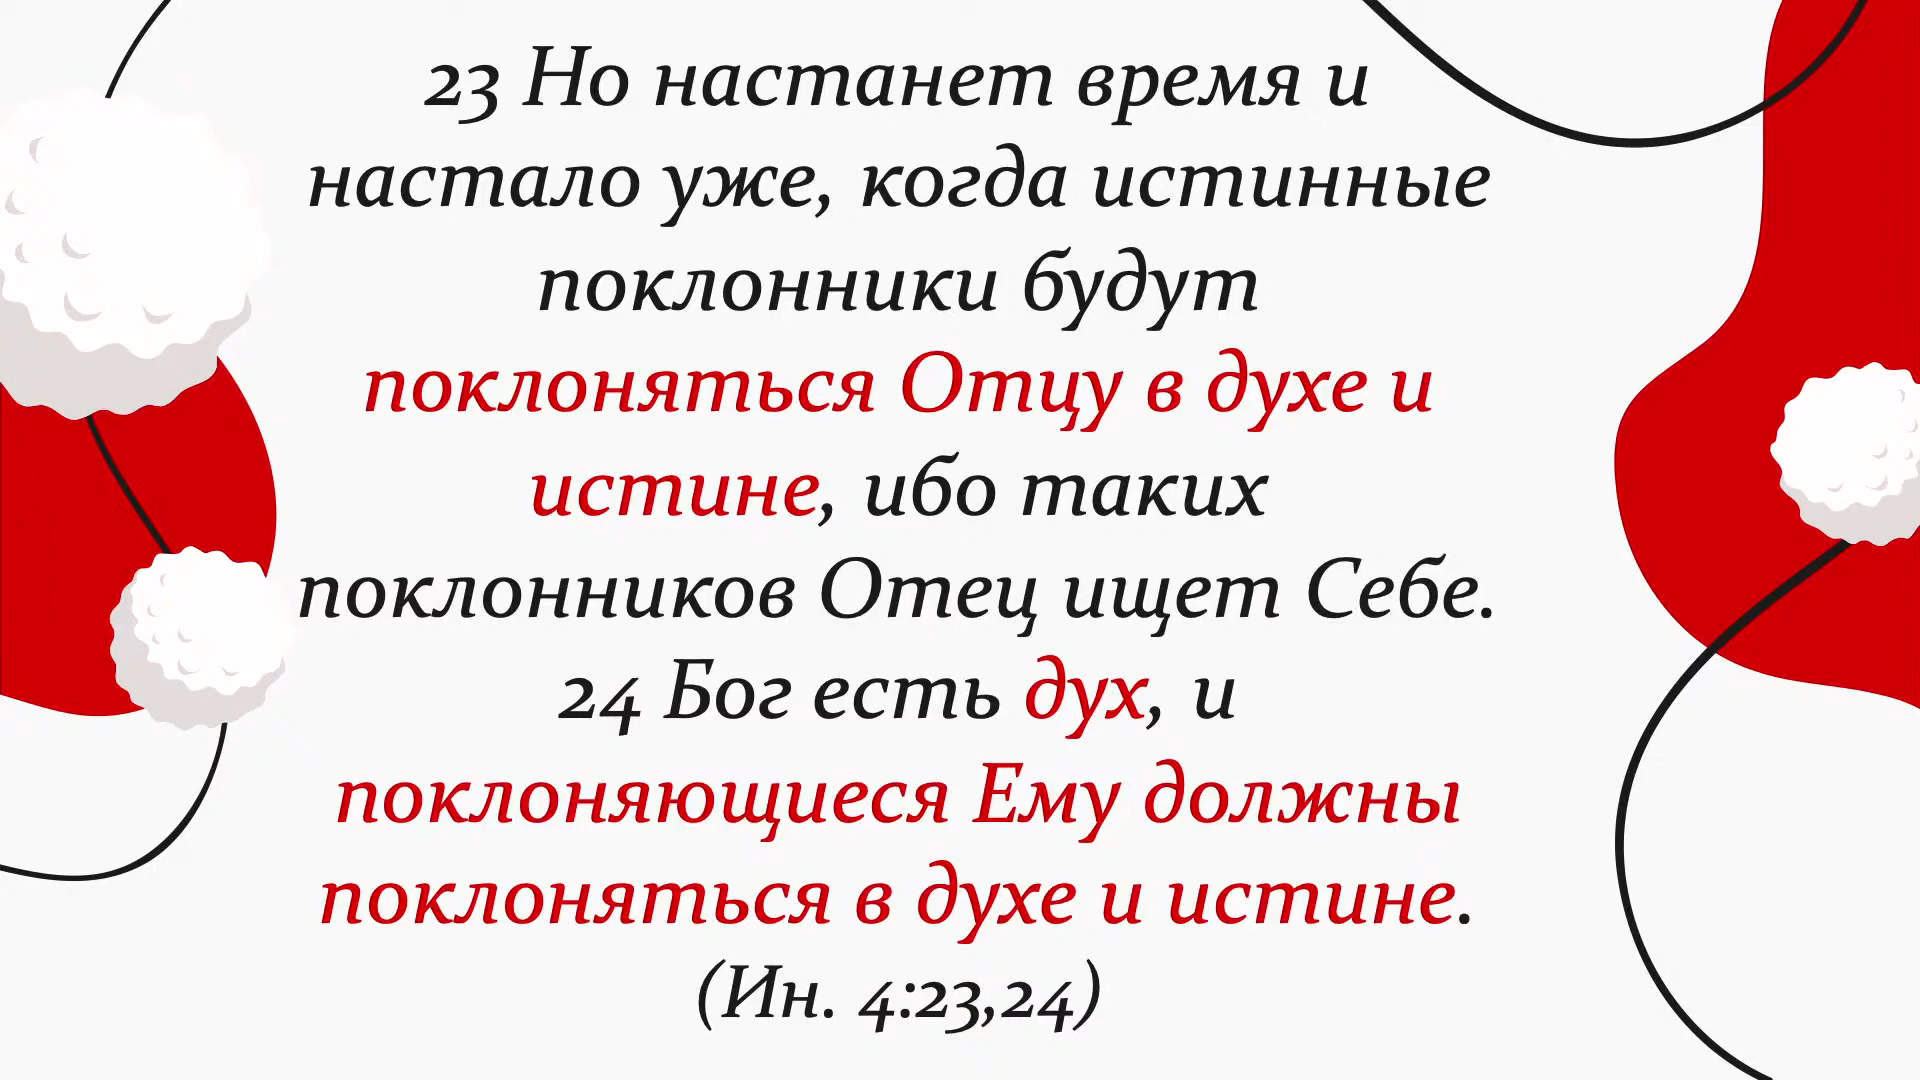 23 Но настанет время и
настало уже, когда истинные
поклонники будут
поклоняться Отцу в духе и
истине, ибо таких
поклонников Отец ищет Себе.
24 Бог есть дух, и
поклоняющиеся Ему должны
поклоняться в духе и истине.
(Ин. 4:23,24)